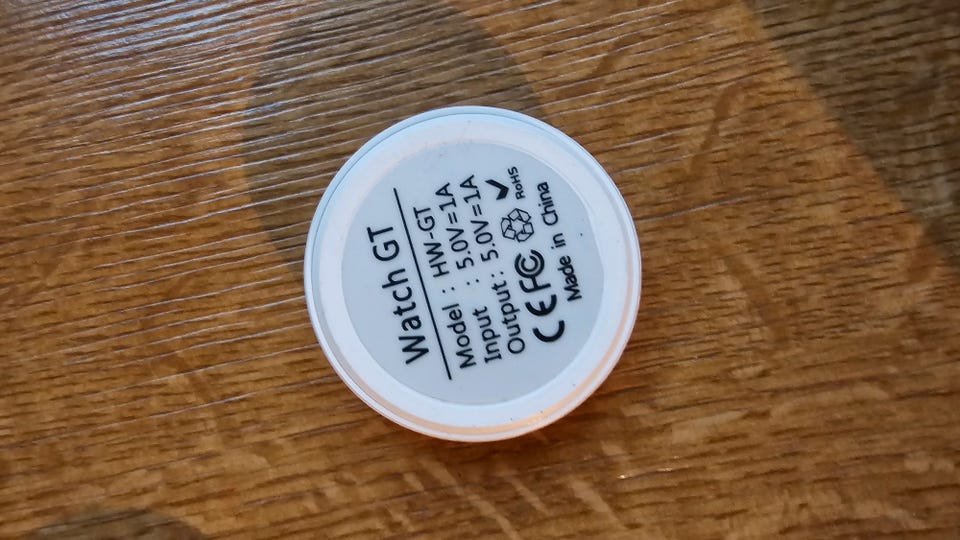 Watch GT
Model : HW-GT
Input : 5.0V=1A
Output : 5.0V=1A
CE FC RoHS
Made in China